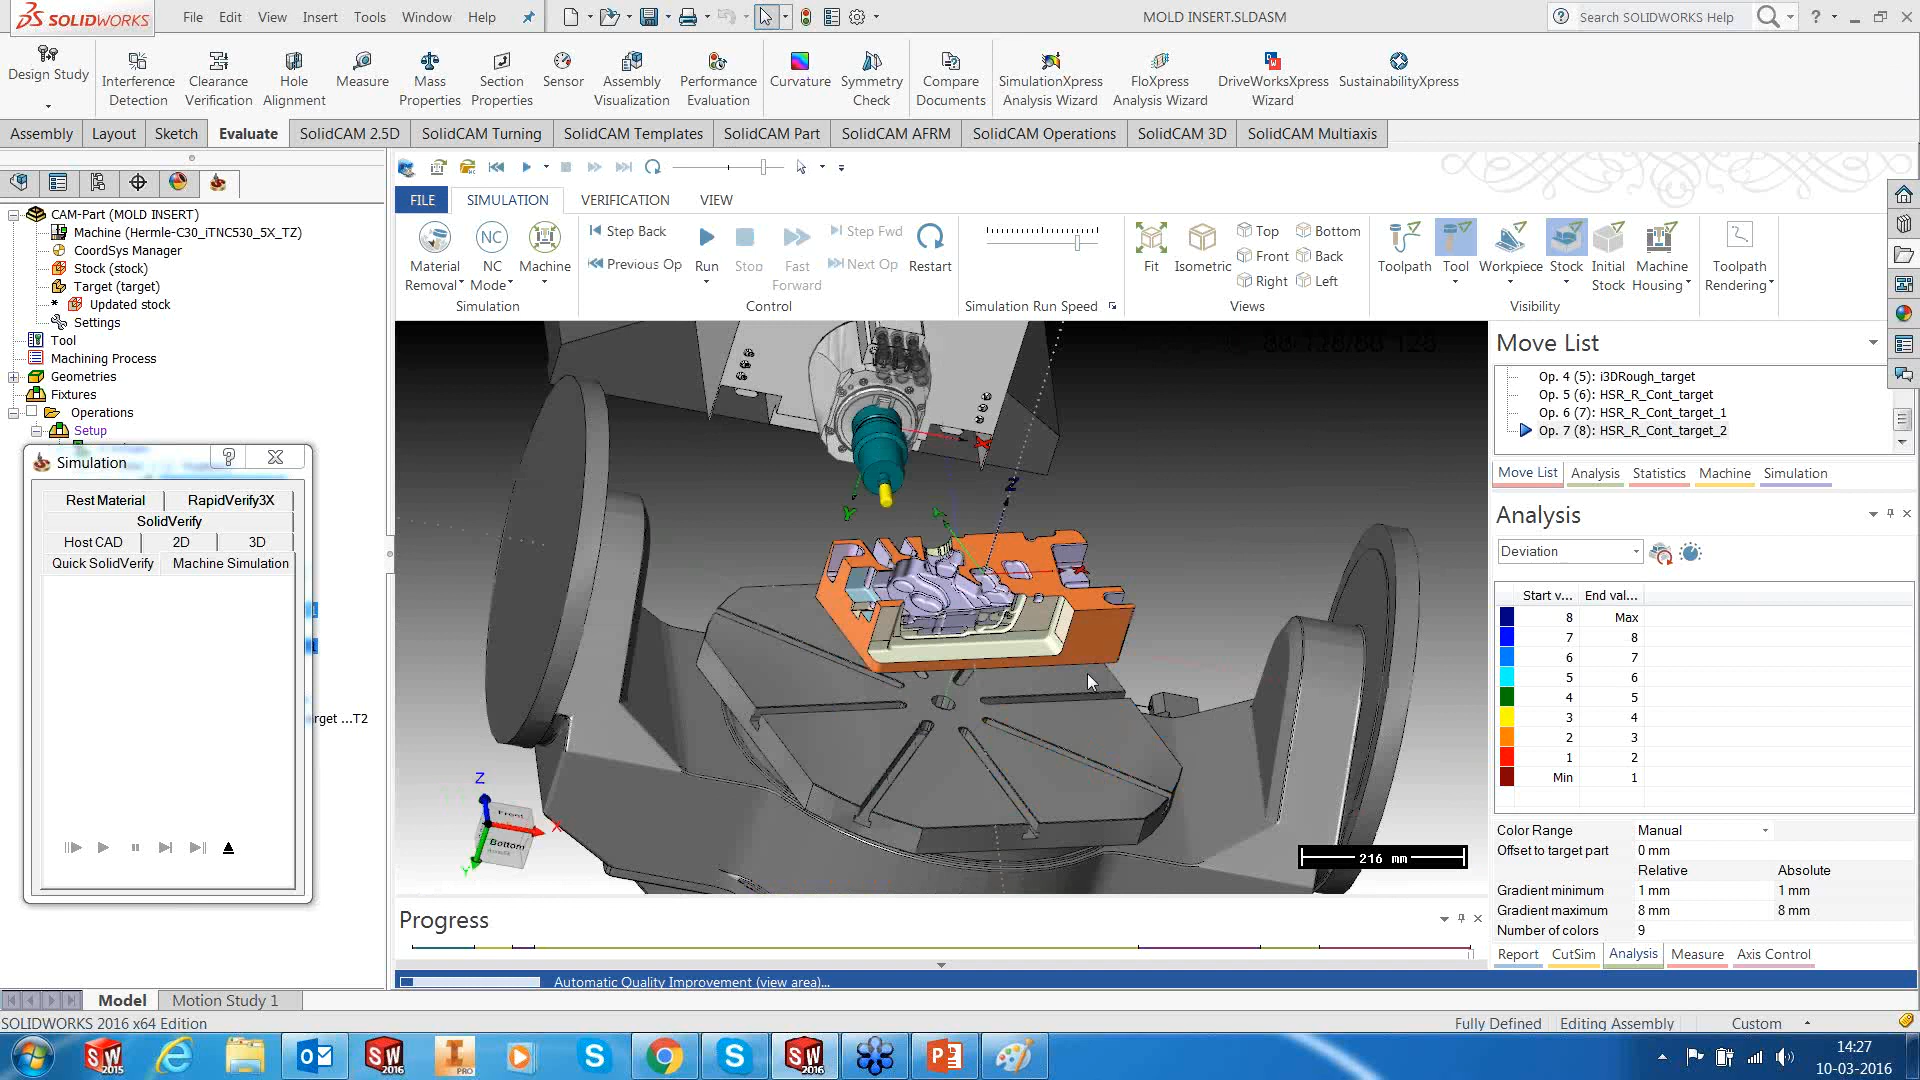 SOLIDWORKS File Edit View Insert Tools Window Help MOLD INSERT.SLDASM Search SOLIDWORKS Help
Design Study
Interference Detection
Clearance Verification
Hole Alignment
Measure
Mass Properties
Section Properties
Sensor
Assembly Visualization
Performance Evaluation
Curvature
Symmetry Check
Compare Documents
SimulationXpress Analysis Wizard
FloXpress Analysis Wizard
DriveWorksXpress Wizard
SustainabilityXpress
Assembly Layout Sketch Evaluate SolidCAM 2.5D SolidCAM Turning SolidCAM Templates SolidCAM Part SolidCAM AFRM SolidCAM Operations SolidCAM 3D SolidCAM Multiaxis
CAM-Part (MOLD INSERT)
Machine (Hermle-C30_iTNC530_5X_TZ)
CoordSys Manager
Stock (stock)
Target (target)
* Updated stock
Settings
Tool
Machining Process
Geometries
Fixtures
Operations
Setup
rget ...T2
Simulation
Rest Material RapidVerify3X
SolidVerify
Host CAD 2D 3D
Quick SolidVerify Machine Simulation
FILE SIMULATION VERIFICATION VIEW
Material Removal
NC Mode
Machine
Simulation
Step Back
Previous Op
Run
Stop
Fast Forward
Step Fwd
Next Op
Restart
Control
Simulation Run Speed
Fit
Isometric
Top Bottom
Front Back
Right Left
Views
Toolpath
Tool
Workpiece
Stock
Initial Stock
Machine Housing
Visibility
Toolpath Rendering
X
Y
Z
Z
X
Y
Front
Bottom
216 mm
Move List
Op. 4 (5): i3DRough_target
Op. 5 (6): HSR_R_Cont_target
Op. 6 (7): HSR_R_Cont_target_1
Op. 7 (8): HSR_R_Cont_target_2
Move List Analysis Statistics Machine Simulation
Analysis
Deviation
Start v... End val...
8 Max
7 8
6 7
5 6
4 5
3 4
2 3
1 2
Min 1
Color Range Manual
Offset to target part 0 mm
Relative Absolute
Gradient minimum 1 mm 1 mm
Gradient maximum 8 mm 8 mm
Number of colors 9
Report CutSim Analysis Measure Axis Control
Progress
Automatic Quality Improvement (view area)...
Model Motion Study 1
SOLIDWORKS 2016 x64 Edition Fully Defined Editing Assembly Custom
14:27
10-03-2016